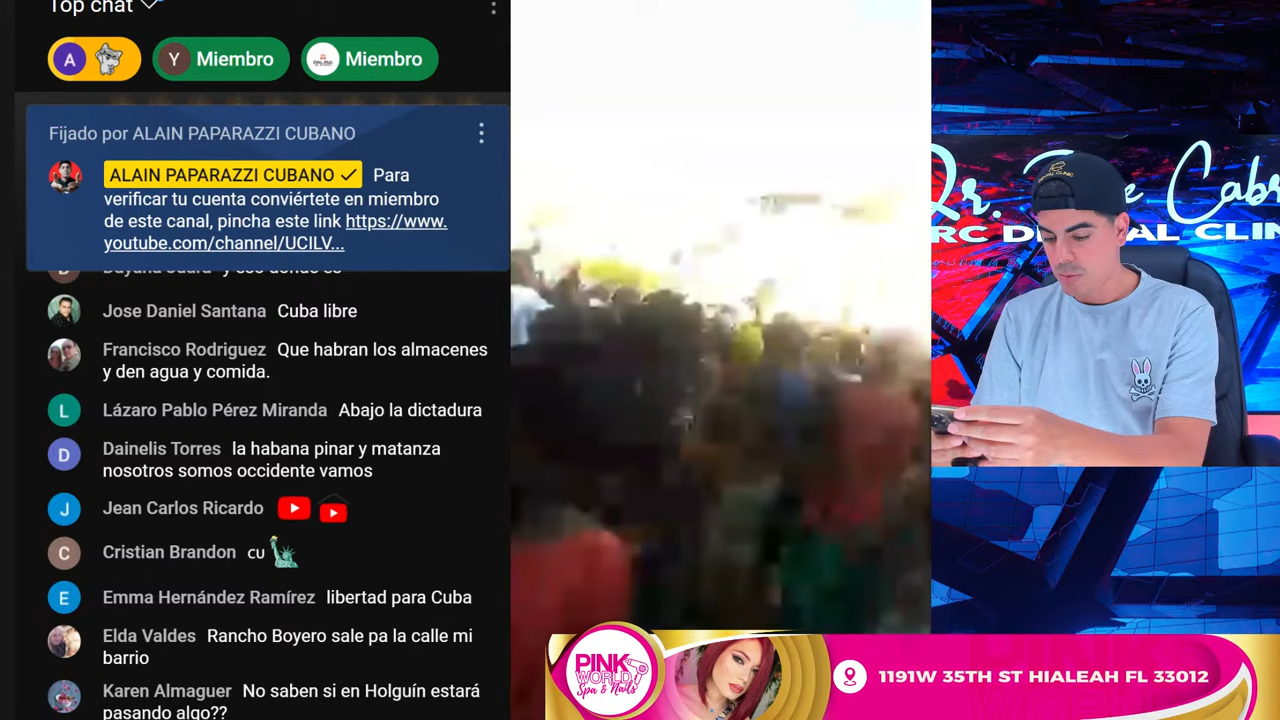 Top chat
A
Y Miembro
Miembro
Fijado por ALAIN PAPARAZZI CUBANO
ALAIN PAPARAZZI CUBANO Para
verificar tu cuenta conviértete en miembro
de este canal, pincha este link https://www.
youtube.com/channel/UCILV...
Jose Daniel Santana Cuba libre
Francisco Rodriguez Que habran los almacenes
y den agua y comida.
L Lázaro Pablo Pérez Miranda Abajo la dictadura
D Dainelis Torres la habana pinar y matanza
nosotros somos occidente vamos
J Jean Carlos Ricardo
C Cristian Brandon CU
E Emma Hernández Ramírez libertad para Cuba
Elda Valdes Rancho Boyero sale pa la calle mi
barrio
Karen Almaguer No saben si en Holguín estará
pasando algo??
PINK
WORLD
Spa & Nails
1191W 35TH ST HIALEAH FL 33012